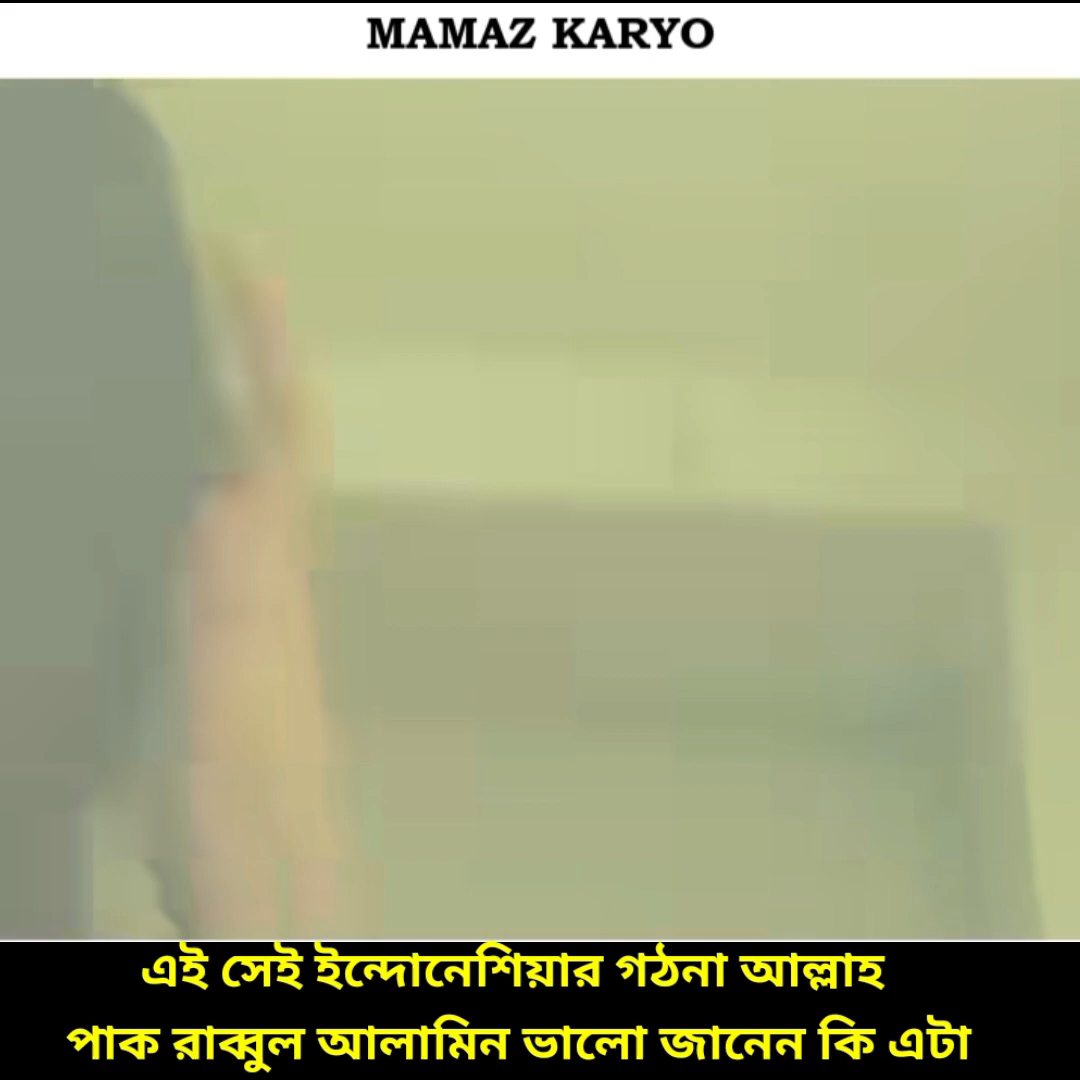 MAMAZ KARYO
এই সেই ইন্দোনেশিয়ার গঠনা আল্লাহ
পাক রাব্বুল আলামিন ভালো জানেন কি এটা